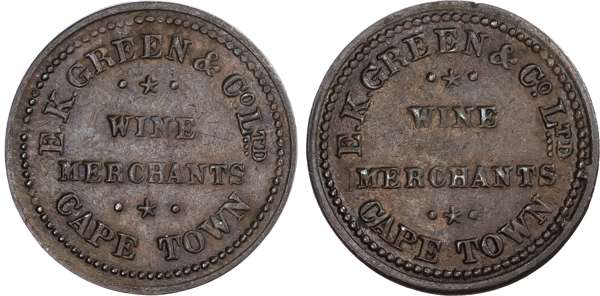 E. K. GREEN & Co. LTD.
WINE
MERCHANTS
CAPE TOWN
E. K. GREEN & Co. LTD.
WINE
MERCHANTS
CAPE TOWN